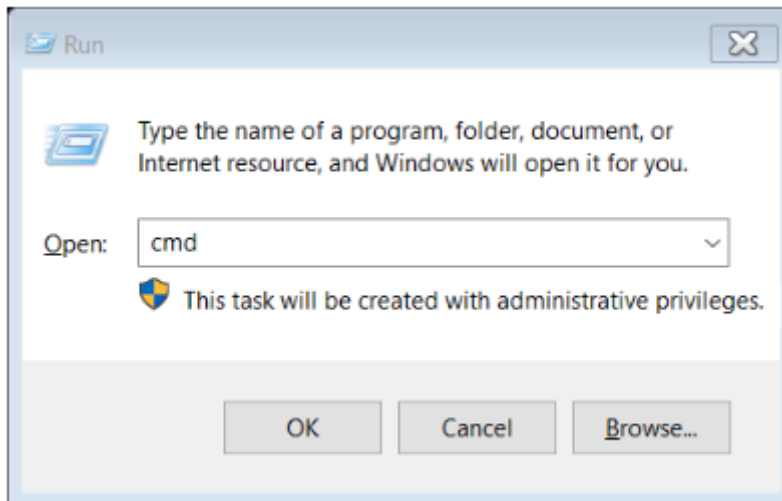 Run
Type the name of a program, folder, document, or
Internet resource, and Windows will open it for you.
Open: cmd
This task will be created with administrative privileges.
OK Cancel Browse...